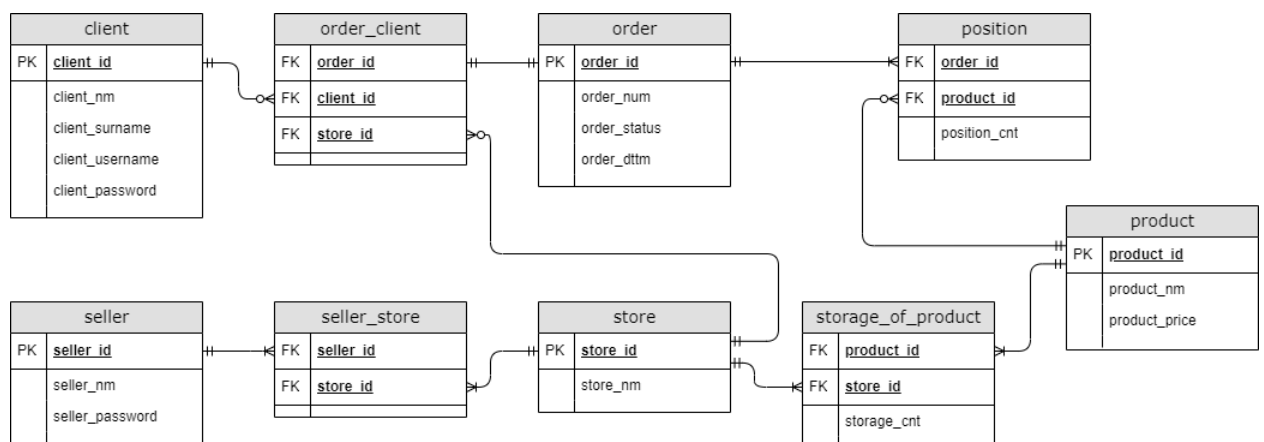 client
PK client_id
client_nm
client_surname
client_username
client_password
order_client
FK order_id
FK client_id
FK store_id
order
PK order_id
order_num
order_status
order_dttm
position
FK order_id
FK product_id
position_cnt
product
PK product_id
product_nm
product_price
seller
PK seller_id
seller_nm
seller_password
seller_store
FK seller_id
FK store_id
store
PK store_id
store_nm
storage_of_product
FK product_id
FK store_id
storage_cnt